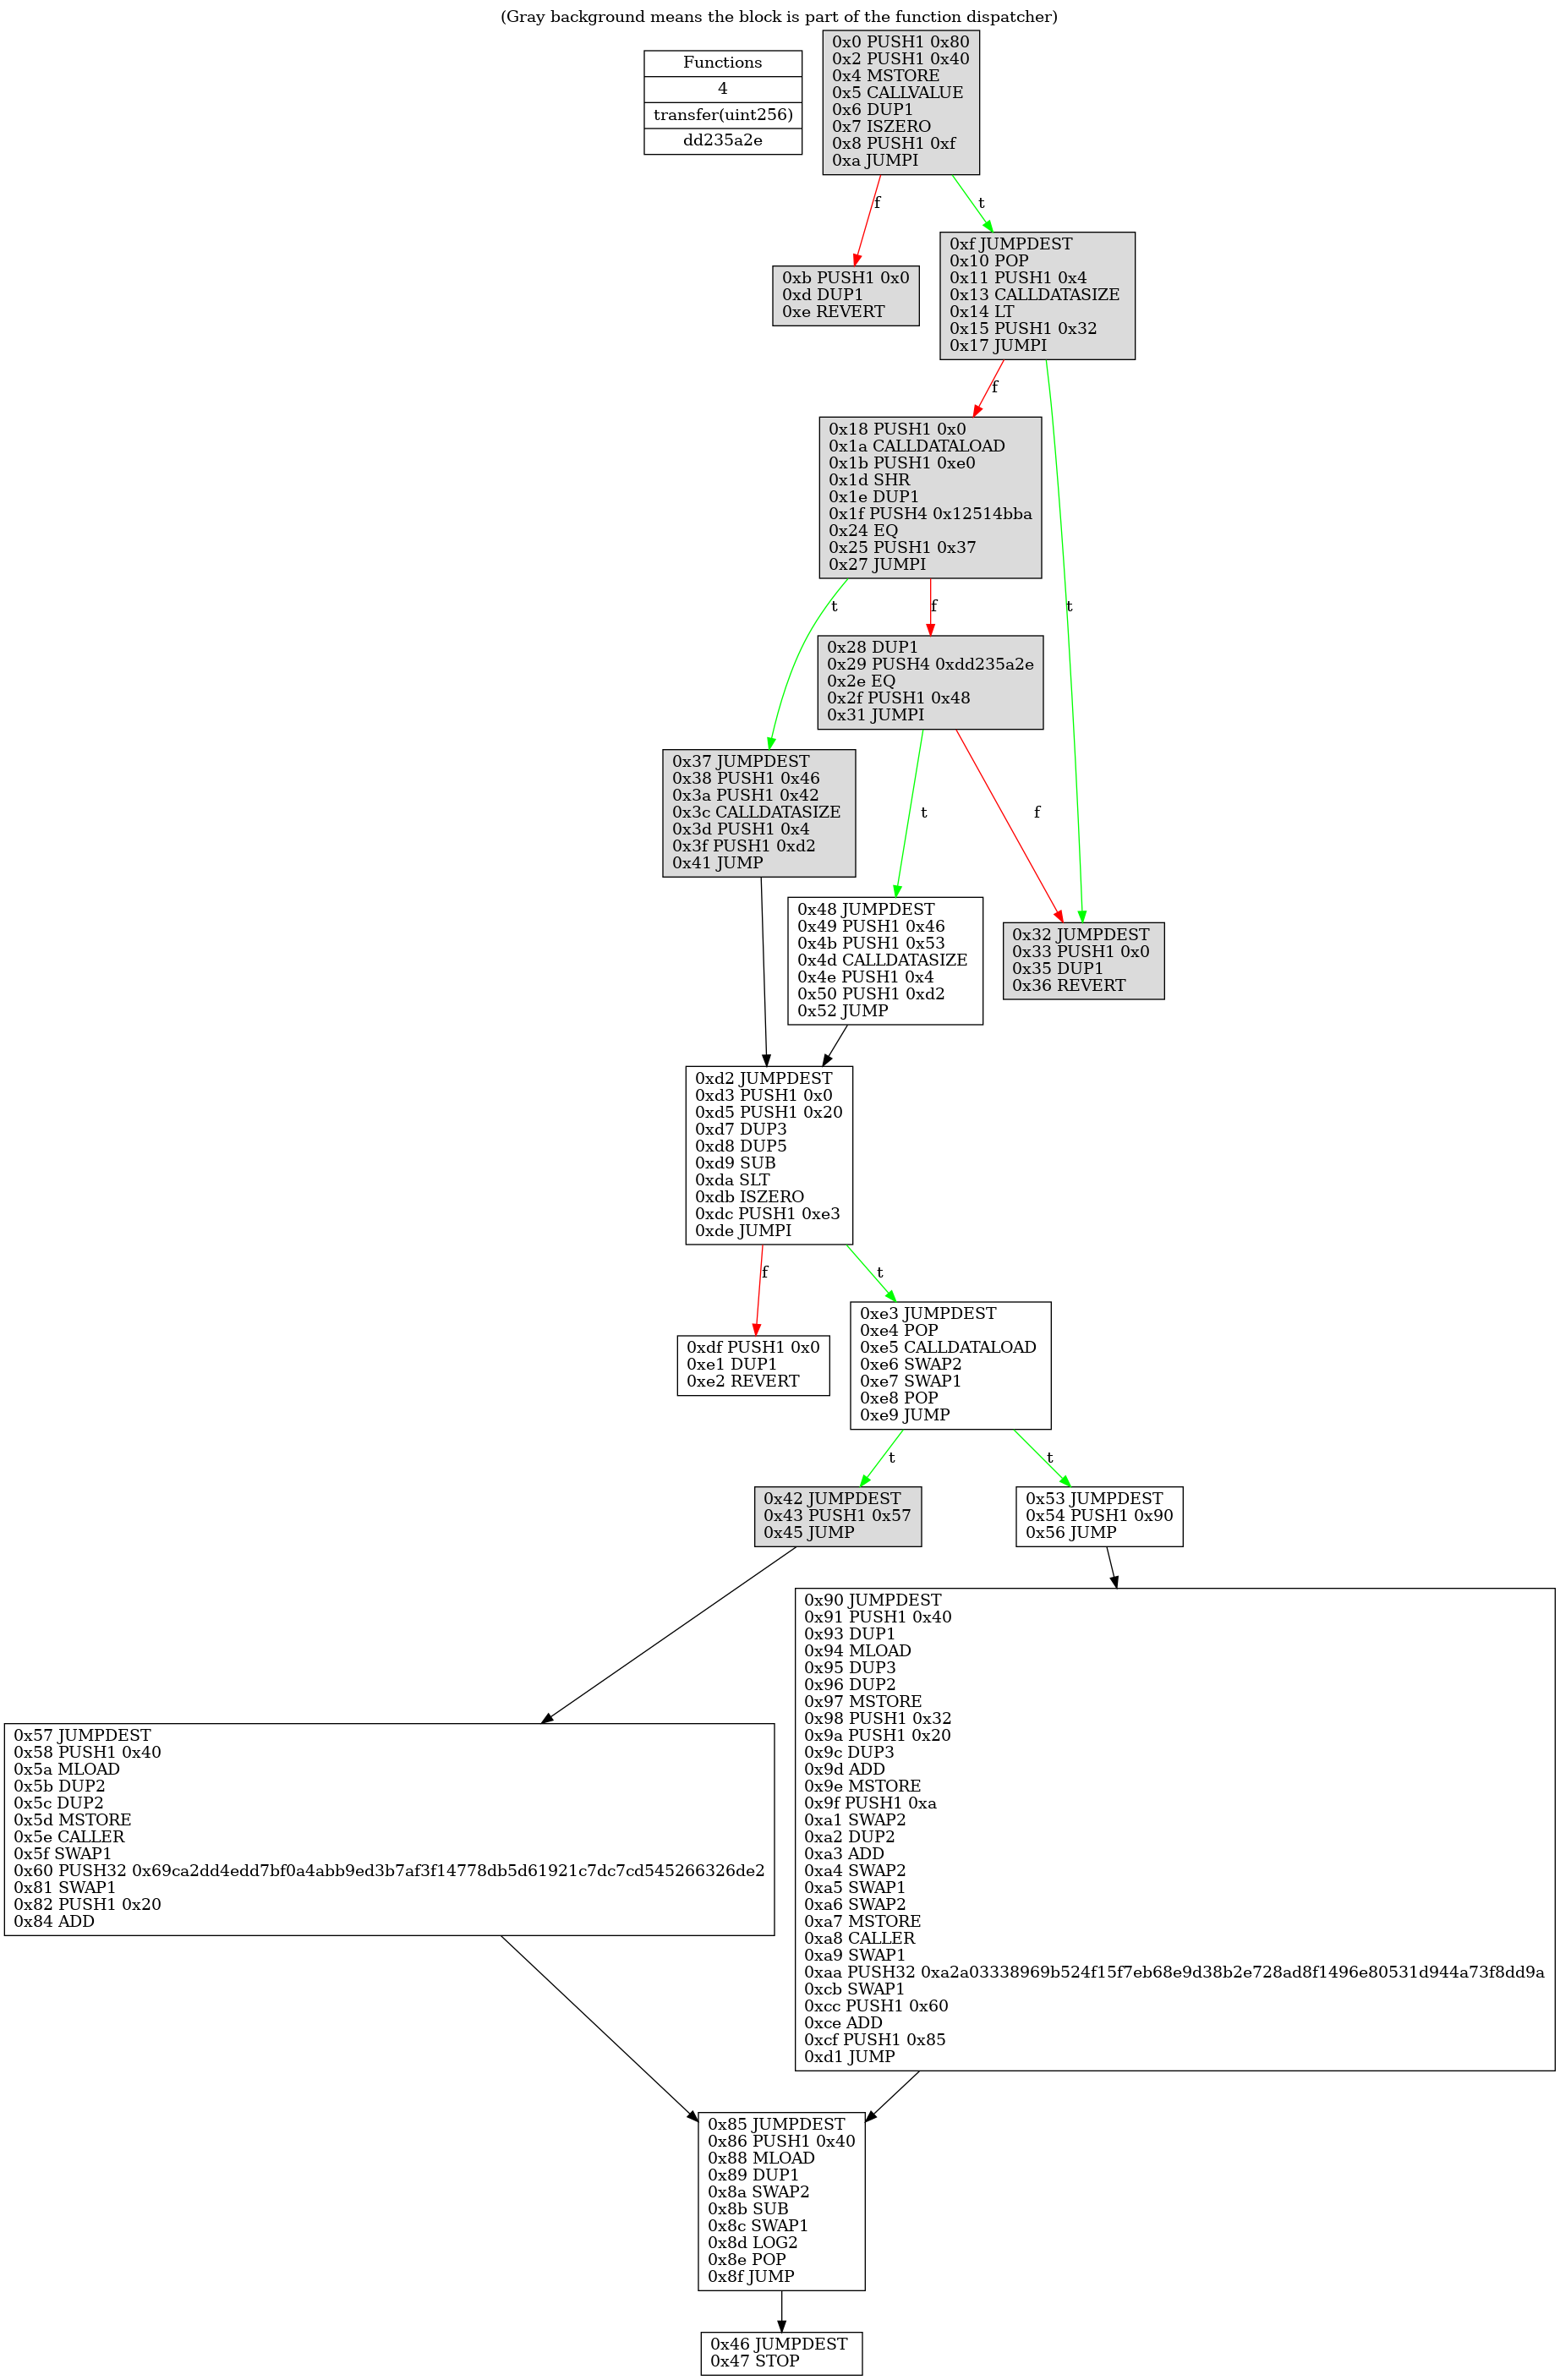 (Gray background means the block is part of the function dispatcher)
Functions
4
transfer(uint256)
dd235a2e
0x0 PUSH1 0x80
0x2 PUSH1 0x40
0x4 MSTORE
0x5 CALLVALUE
0x6 DUP1
0x7 ISZERO
0x8 PUSH1 0xf
0xa JUMPI
f
t
0xb PUSH1 0x0
0xd DUP1
0xe REVERT
0xf JUMPDEST
0x10 POP
0x11 PUSH1 0x4
0x13 CALLDATASIZE
0x14 LT
0x15 PUSH1 0x32
0x17 JUMPI
f
t
0x18 PUSH1 0x0
0x1a CALLDATALOAD
0x1b PUSH1 0xe0
0x1d SHR
0x1e DUP1
0x1f PUSH4 0x12514bba
0x24 EQ
0x25 PUSH1 0x37
0x27 JUMPI
t
f
0x28 DUP1
0x29 PUSH4 0xdd235a2e
0x2e EQ
0x2f PUSH1 0x48
0x31 JUMPI
t
f
0x37 JUMPDEST
0x38 PUSH1 0x46
0x3a PUSH1 0x42
0x3c CALLDATASIZE
0x3d PUSH1 0x4
0x3f PUSH1 0xd2
0x41 JUMP
0x48 JUMPDEST
0x49 PUSH1 0x46
0x4b PUSH1 0x53
0x4d CALLDATASIZE
0x4e PUSH1 0x4
0x50 PUSH1 0xd2
0x52 JUMP
0x32 JUMPDEST
0x33 PUSH1 0x0
0x35 DUP1
0x36 REVERT
0xd2 JUMPDEST
0xd3 PUSH1 0x0
0xd5 PUSH1 0x20
0xd7 DUP3
0xd8 DUP5
0xd9 SUB
0xda SLT
0xdb ISZERO
0xdc PUSH1 0xe3
0xde JUMPI
f
t
0xdf PUSH1 0x0
0xe1 DUP1
0xe2 REVERT
0xe3 JUMPDEST
0xe4 POP
0xe5 CALLDATALOAD
0xe6 SWAP2
0xe7 SWAP1
0xe8 POP
0xe9 JUMP
t
t
0x42 JUMPDEST
0x43 PUSH1 0x57
0x45 JUMP
0x53 JUMPDEST
0x54 PUSH1 0x90
0x56 JUMP
0x57 JUMPDEST
0x58 PUSH1 0x40
0x5a MLOAD
0x5b DUP2
0x5c DUP2
0x5d MSTORE
0x5e CALLER
0x5f SWAP1
0x60 PUSH32 0x69ca2dd4edd7bf0a4abb9ed3b7af3f14778db5d61921c7dc7cd545266326de2
0x81 SWAP1
0x82 PUSH1 0x20
0x84 ADD
0x90 JUMPDEST
0x91 PUSH1 0x40
0x93 DUP1
0x94 MLOAD
0x95 DUP3
0x96 DUP2
0x97 MSTORE
0x98 PUSH1 0x32
0x9a PUSH1 0x20
0x9c DUP3
0x9d ADD
0x9e MSTORE
0x9f PUSH1 0xa
0xa1 SWAP2
0xa2 DUP2
0xa3 ADD
0xa4 SWAP2
0xa5 SWAP1
0xa6 SWAP2
0xa7 MSTORE
0xa8 CALLER
0xa9 SWAP1
0xaa PUSH32 0xa2a03338969b524f15f7eb68e9d38b2e728ad8f1496e80531d944a73f8dd9a
0xcb SWAP1
0xcc PUSH1 0x60
0xce ADD
0xcf PUSH1 0x85
0xd1 JUMP
0x85 JUMPDEST
0x86 PUSH1 0x40
0x88 MLOAD
0x89 DUP1
0x8a SWAP2
0x8b SUB
0x8c SWAP1
0x8d LOG2
0x8e POP
0x8f JUMP
0x46 JUMPDEST
0x47 STOP